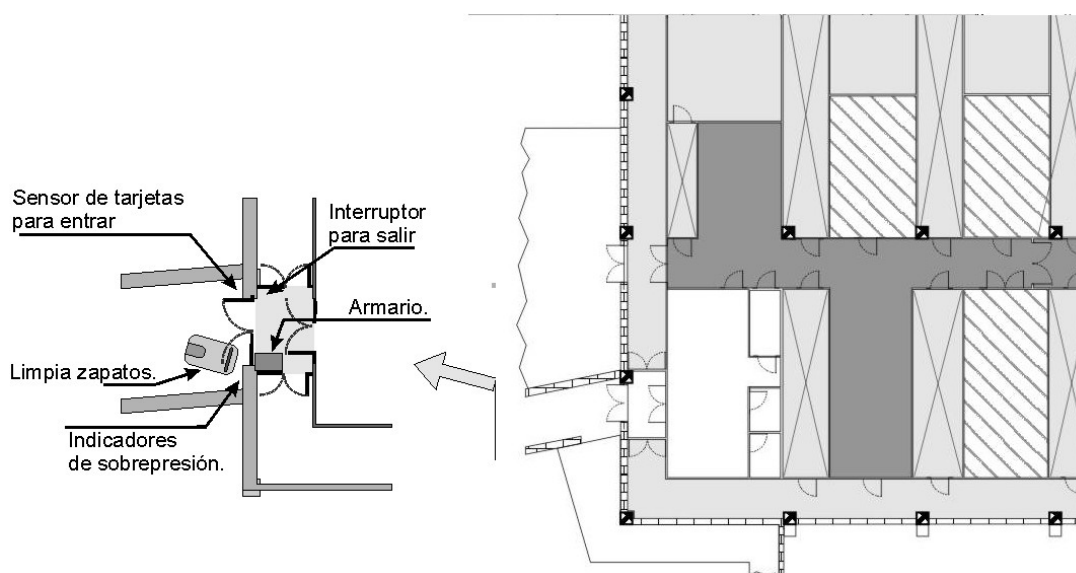 Sensor de tarjetas
para entrar
Interruptor
para salir
Armario.
Limpia zapatos.
Indicadores
de sobrepresión.